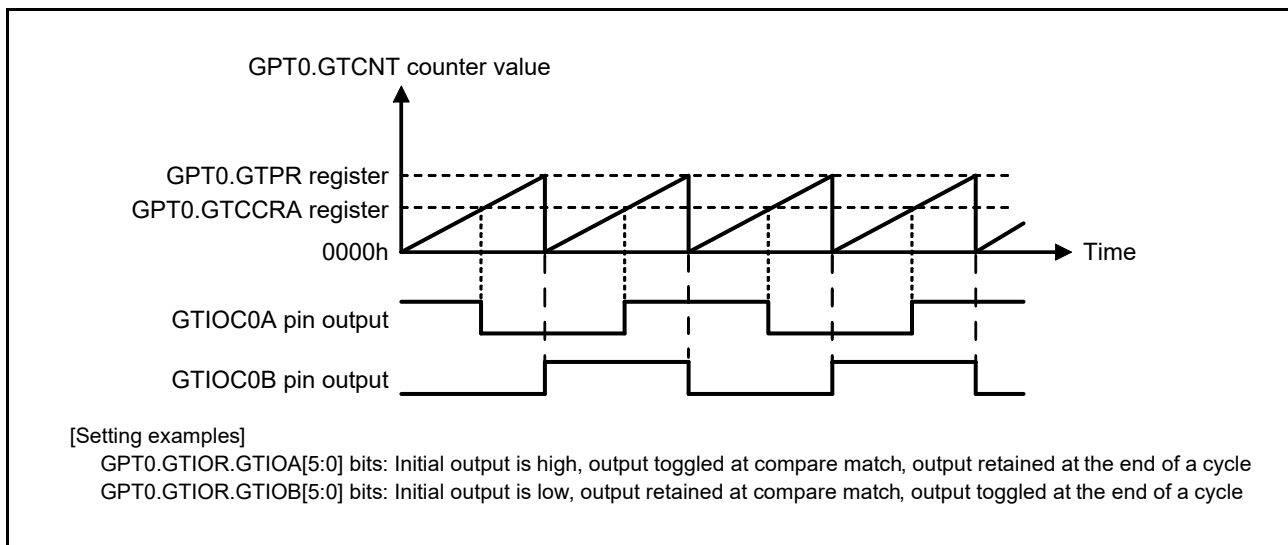 GPT0.GTCNT counter value
GPT0.GTPR register
GPT0.GTCCRA register
0000h
Time
GTIOC0A pin output
GTIOC0B pin output
[Setting examples]
GPT0.GTIOR.GTIOA[5:0] bits: Initial output is high, output toggled at compare match, output retained at the end of a cycle
GPT0.GTIOR.GTIOB[5:0] bits: Initial output is low, output retained at compare match, output toggled at the end of a cycle